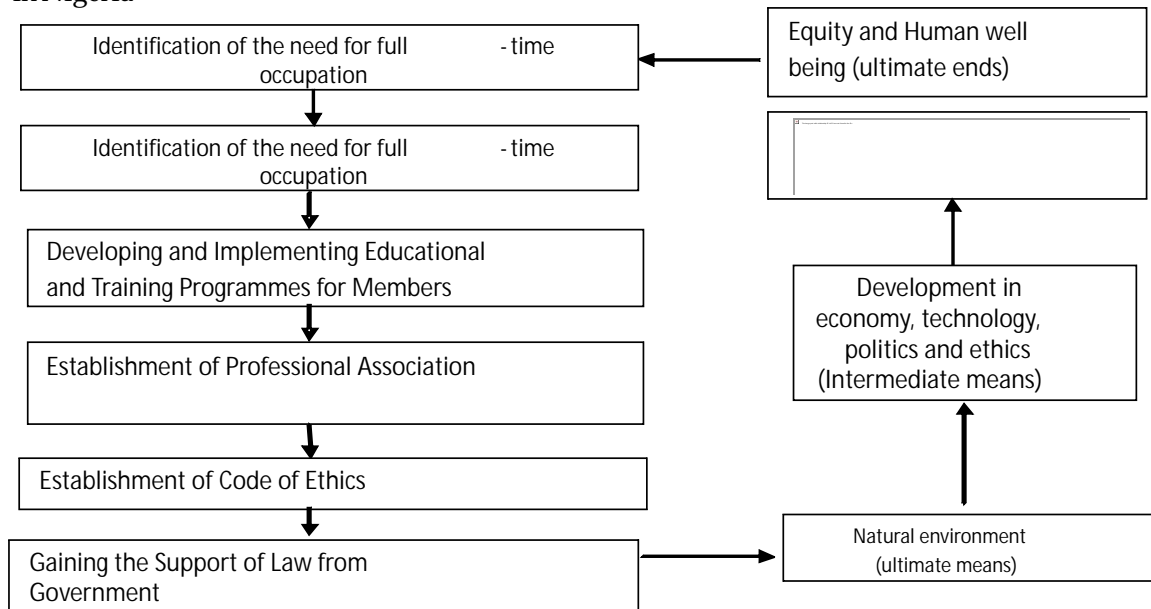 in Nigeria
Identification of the need for full - time
occupation
Identification of the need for full - time
occupation
Developing and Implementing Educational
and Training Programmes for Members
Establishment of Professional Association
Establishment of Code of Ethics
Gaining the Support of Law from
Government
Equity and Human well
being (ultimate ends)
Development in
economy, technology,
politics and ethics
(Intermediate means)
Natural environment
(ultimate means)